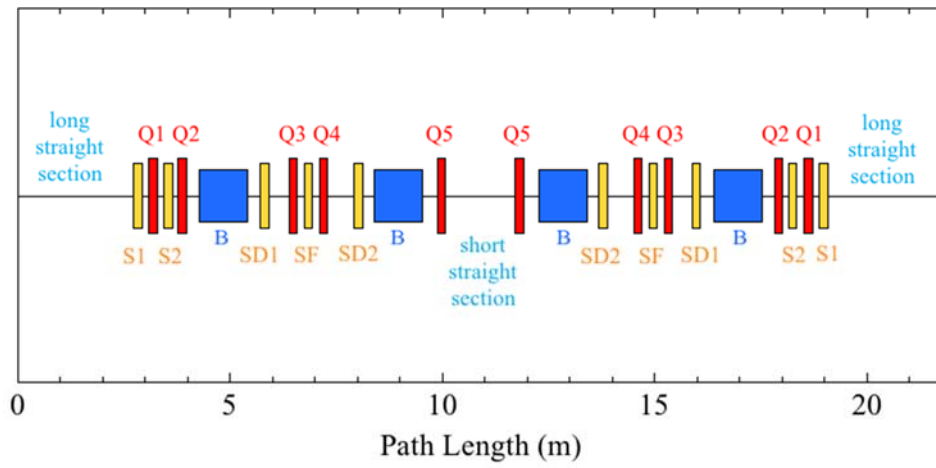 long
straight
section
Q1 Q2 Q3 Q4 Q5 Q5 Q4 Q3 Q2 Q1
long
straight
section
B B B B
S1 S2 SD1 SF SD2 SD2 SF SD1 S2 S1
short
straight
section
0 5 10 15 20
Path Length (m)